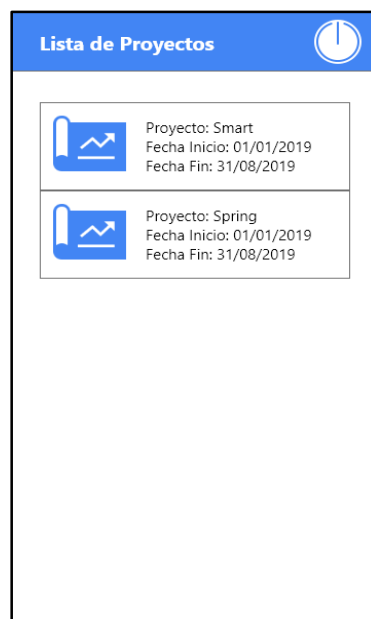 Lista de Proyectos
Proyecto: Smart
Fecha Inicio: 01/01/2019
Fecha Fin: 31/08/2019
Proyecto: Spring
Fecha Inicio: 01/01/2019
Fecha Fin: 31/08/2019